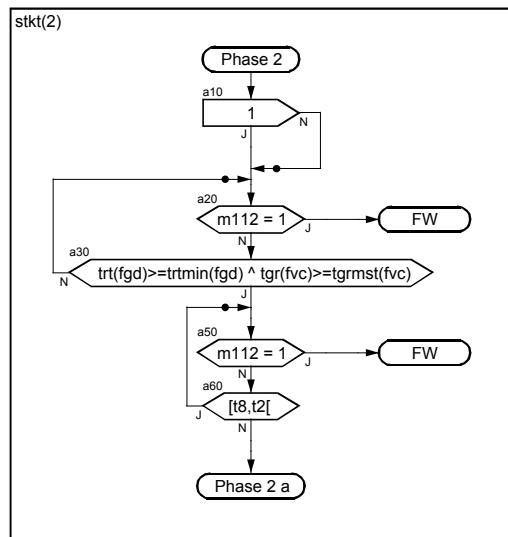 stkt(2)
Phase 2
a10
1
N
J
a20
m112 = 1
J
FW
N
a30
trt(fgd)>=trtmin(fgd) ^ tgr(fvc)>=tgrmst(fvc)
N
J
a50
m112 = 1
J
FW
N
a60
[t8,t2[
J
N
Phase 2 a